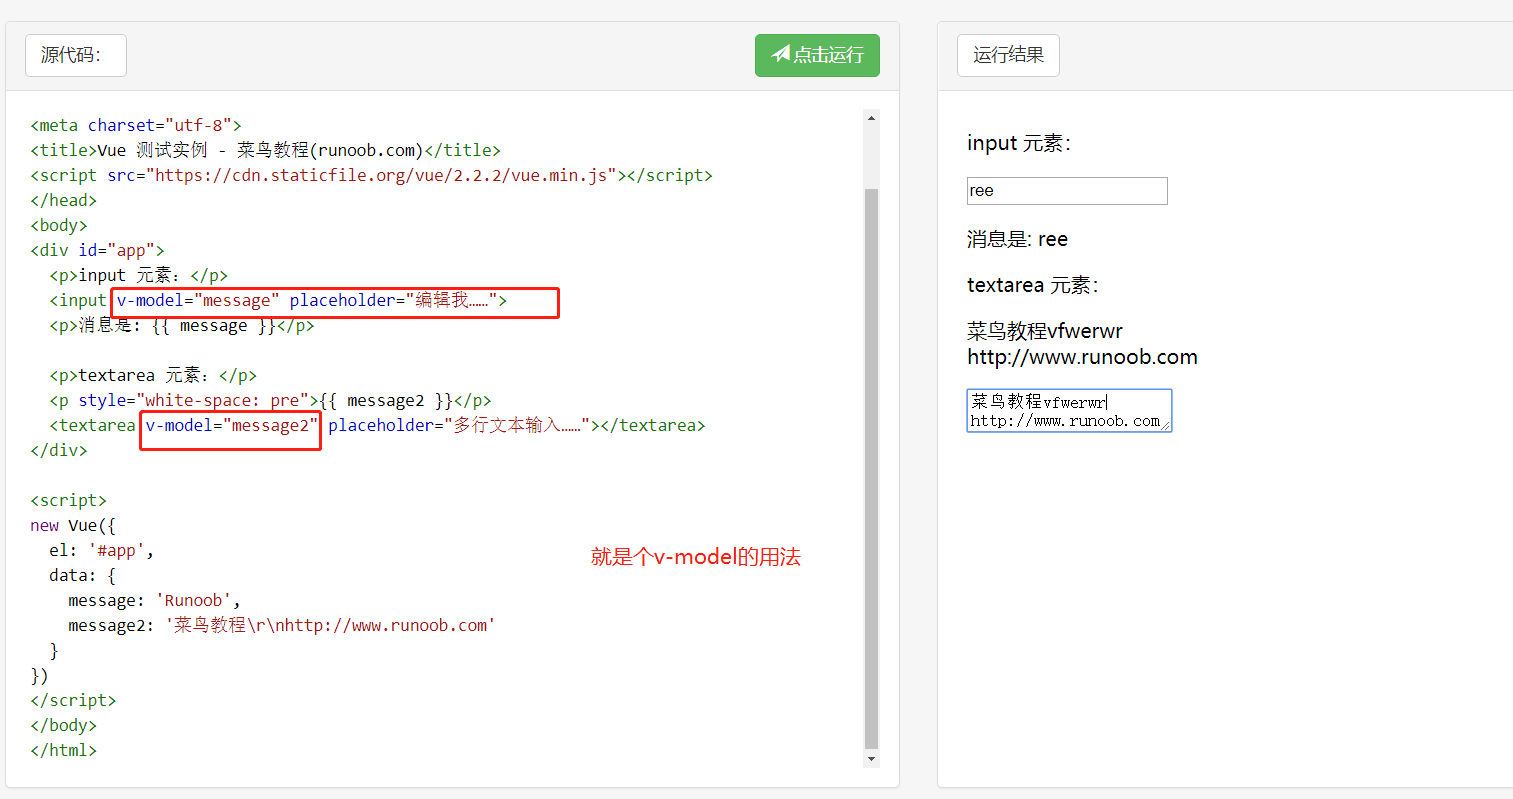 源代码：
点击运行
<meta charset="utf-8">
<title>Vue 测试实例 - 菜鸟教程(runoob.com)</title>
<script src="https://cdn.staticfile.org/vue/2.2.2/vue.min.js"></script>
</head>
<body>
<div id="app">
  <p>input 元素：</p>
  <input v-model="message" placeholder="编辑我……">
  <p>消息是: {{ message }}</p>

  <p>textarea 元素：</p>
  <p style="white-space: pre">{{ message2 }}</p>
  <textarea v-model="message2" placeholder="多行文本输入……"></textarea>
</div>

<script>
new Vue({
  el: '#app',
  data: {
    message: 'Runoob',
    message2: '菜鸟教程\r\nhttp://www.runoob.com'
  }
})
</script>
</body>
</html>
就是个v-model的用法
运行结果
input 元素：
ree
消息是: ree
textarea 元素：
菜鸟教程vfwerwr
http://www.runoob.com
菜鸟教程vfwerwr
http://www.runoob.com